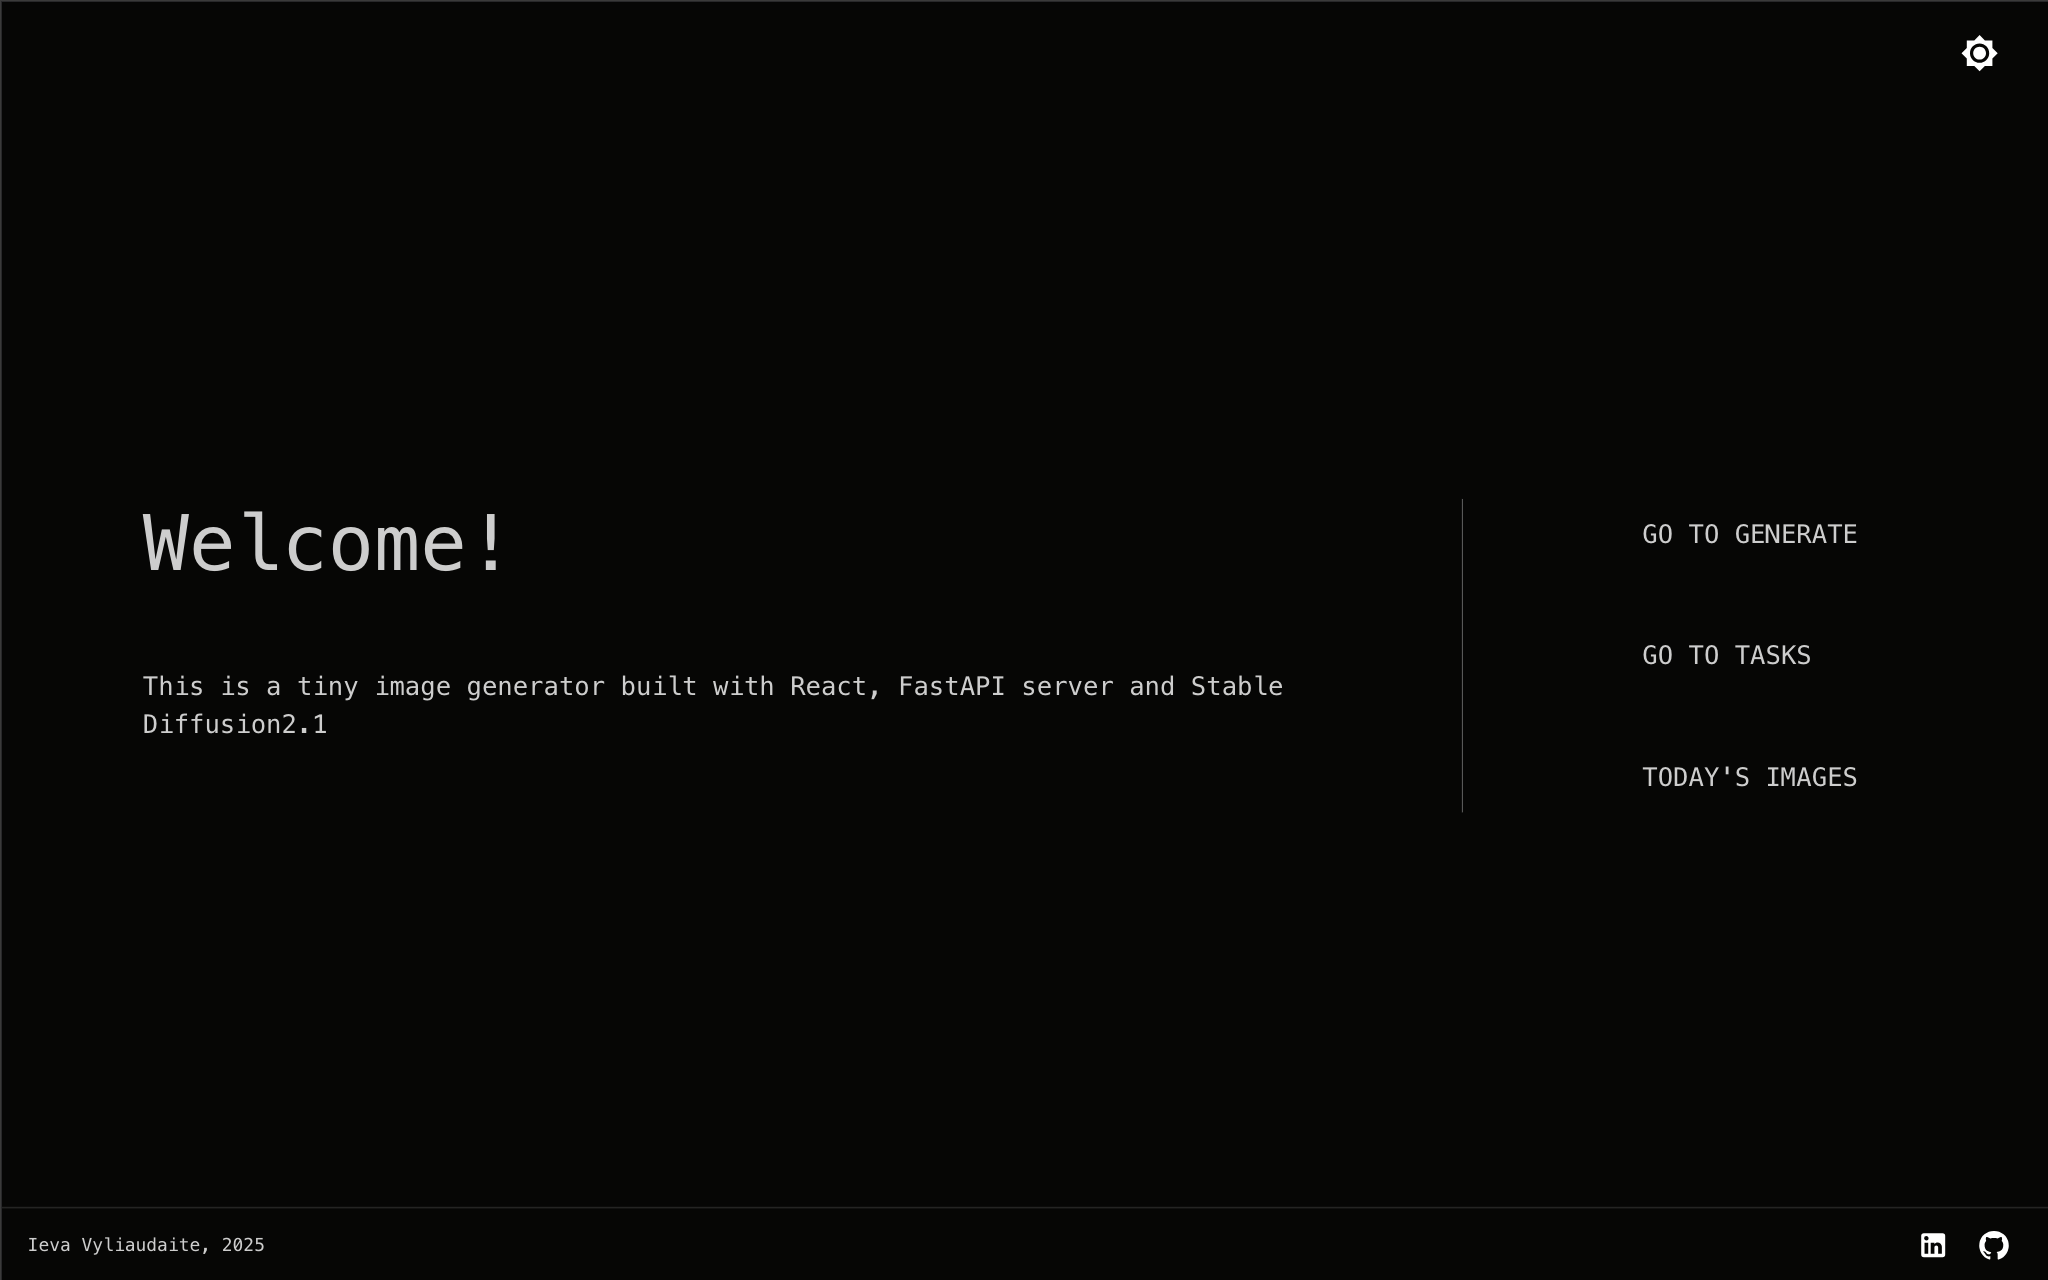 Welcome!
This is a tiny image generator built with React, FastAPI server and Stable
Diffusion2.1
GO TO GENERATE
GO TO TASKS
TODAY'S IMAGES
Ieva Vyliaudaite, 2025
in